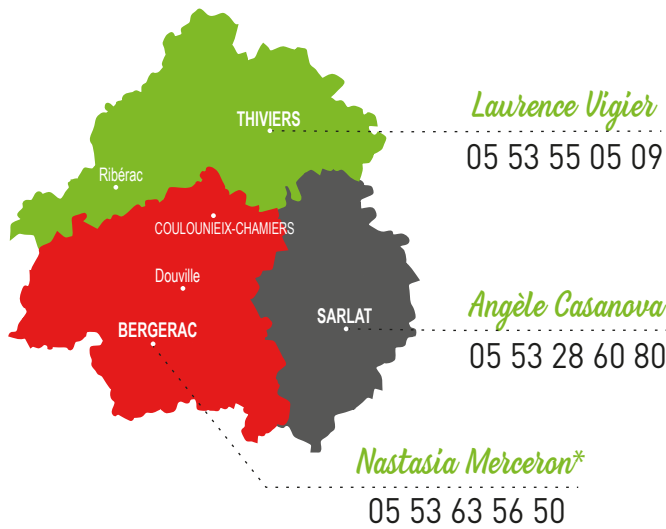 THIVIERS
Laurence Vigier
05 53 55 05 09
Ribérac
COULOUNIEIX-CHAMIERS
Douville
BERGERAC
SARLAT
Angèle Casanova
05 53 28 60 80
Nastasia Merceron*
05 53 63 56 50